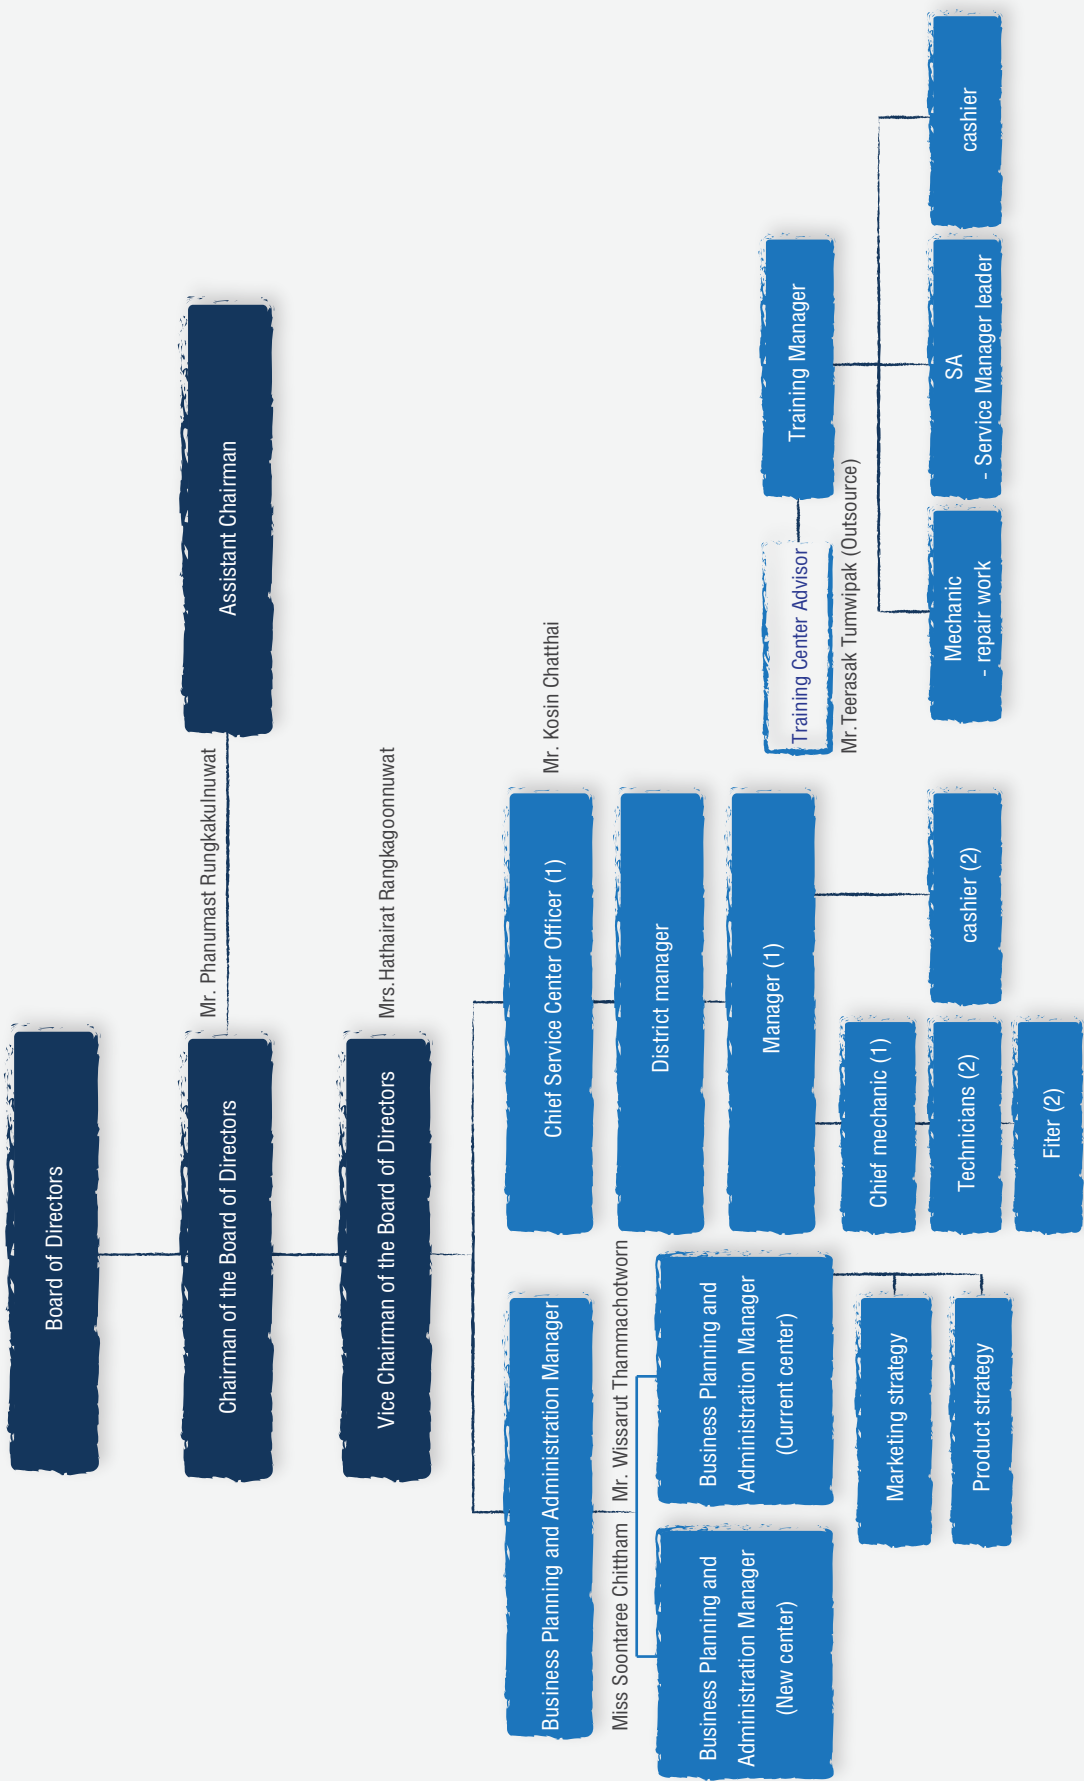 Board of Directors
Mr. Phanumast Rungkakulnuwat
Chairman of the Board of Directors
Assistant Chairman
Mrs.Hathairat Rangkagoonnuwat
Vice Chairman of the Board of Directors
Mr. Kosin Chatthai
Business Planning and Administration Manager
Chief Service Center Officer (1)
Miss Soontaree Chittham
Mr. Wissarut Thammachotworn
District manager
Business Planning and
Administration Manager
(New center)
Business Planning and
Administration Manager
(Current center)
Manager (1)
Training Center Advisor
Training Manager
Mr.Teerasak Tumwipak (Outsource)
Marketing strategy
Product strategy
Chief mechanic (1)
Technicians (2)
Fiter (2)
cashier (2)
Mechanic
- repair work
SA
- Service Manager leader
cashier